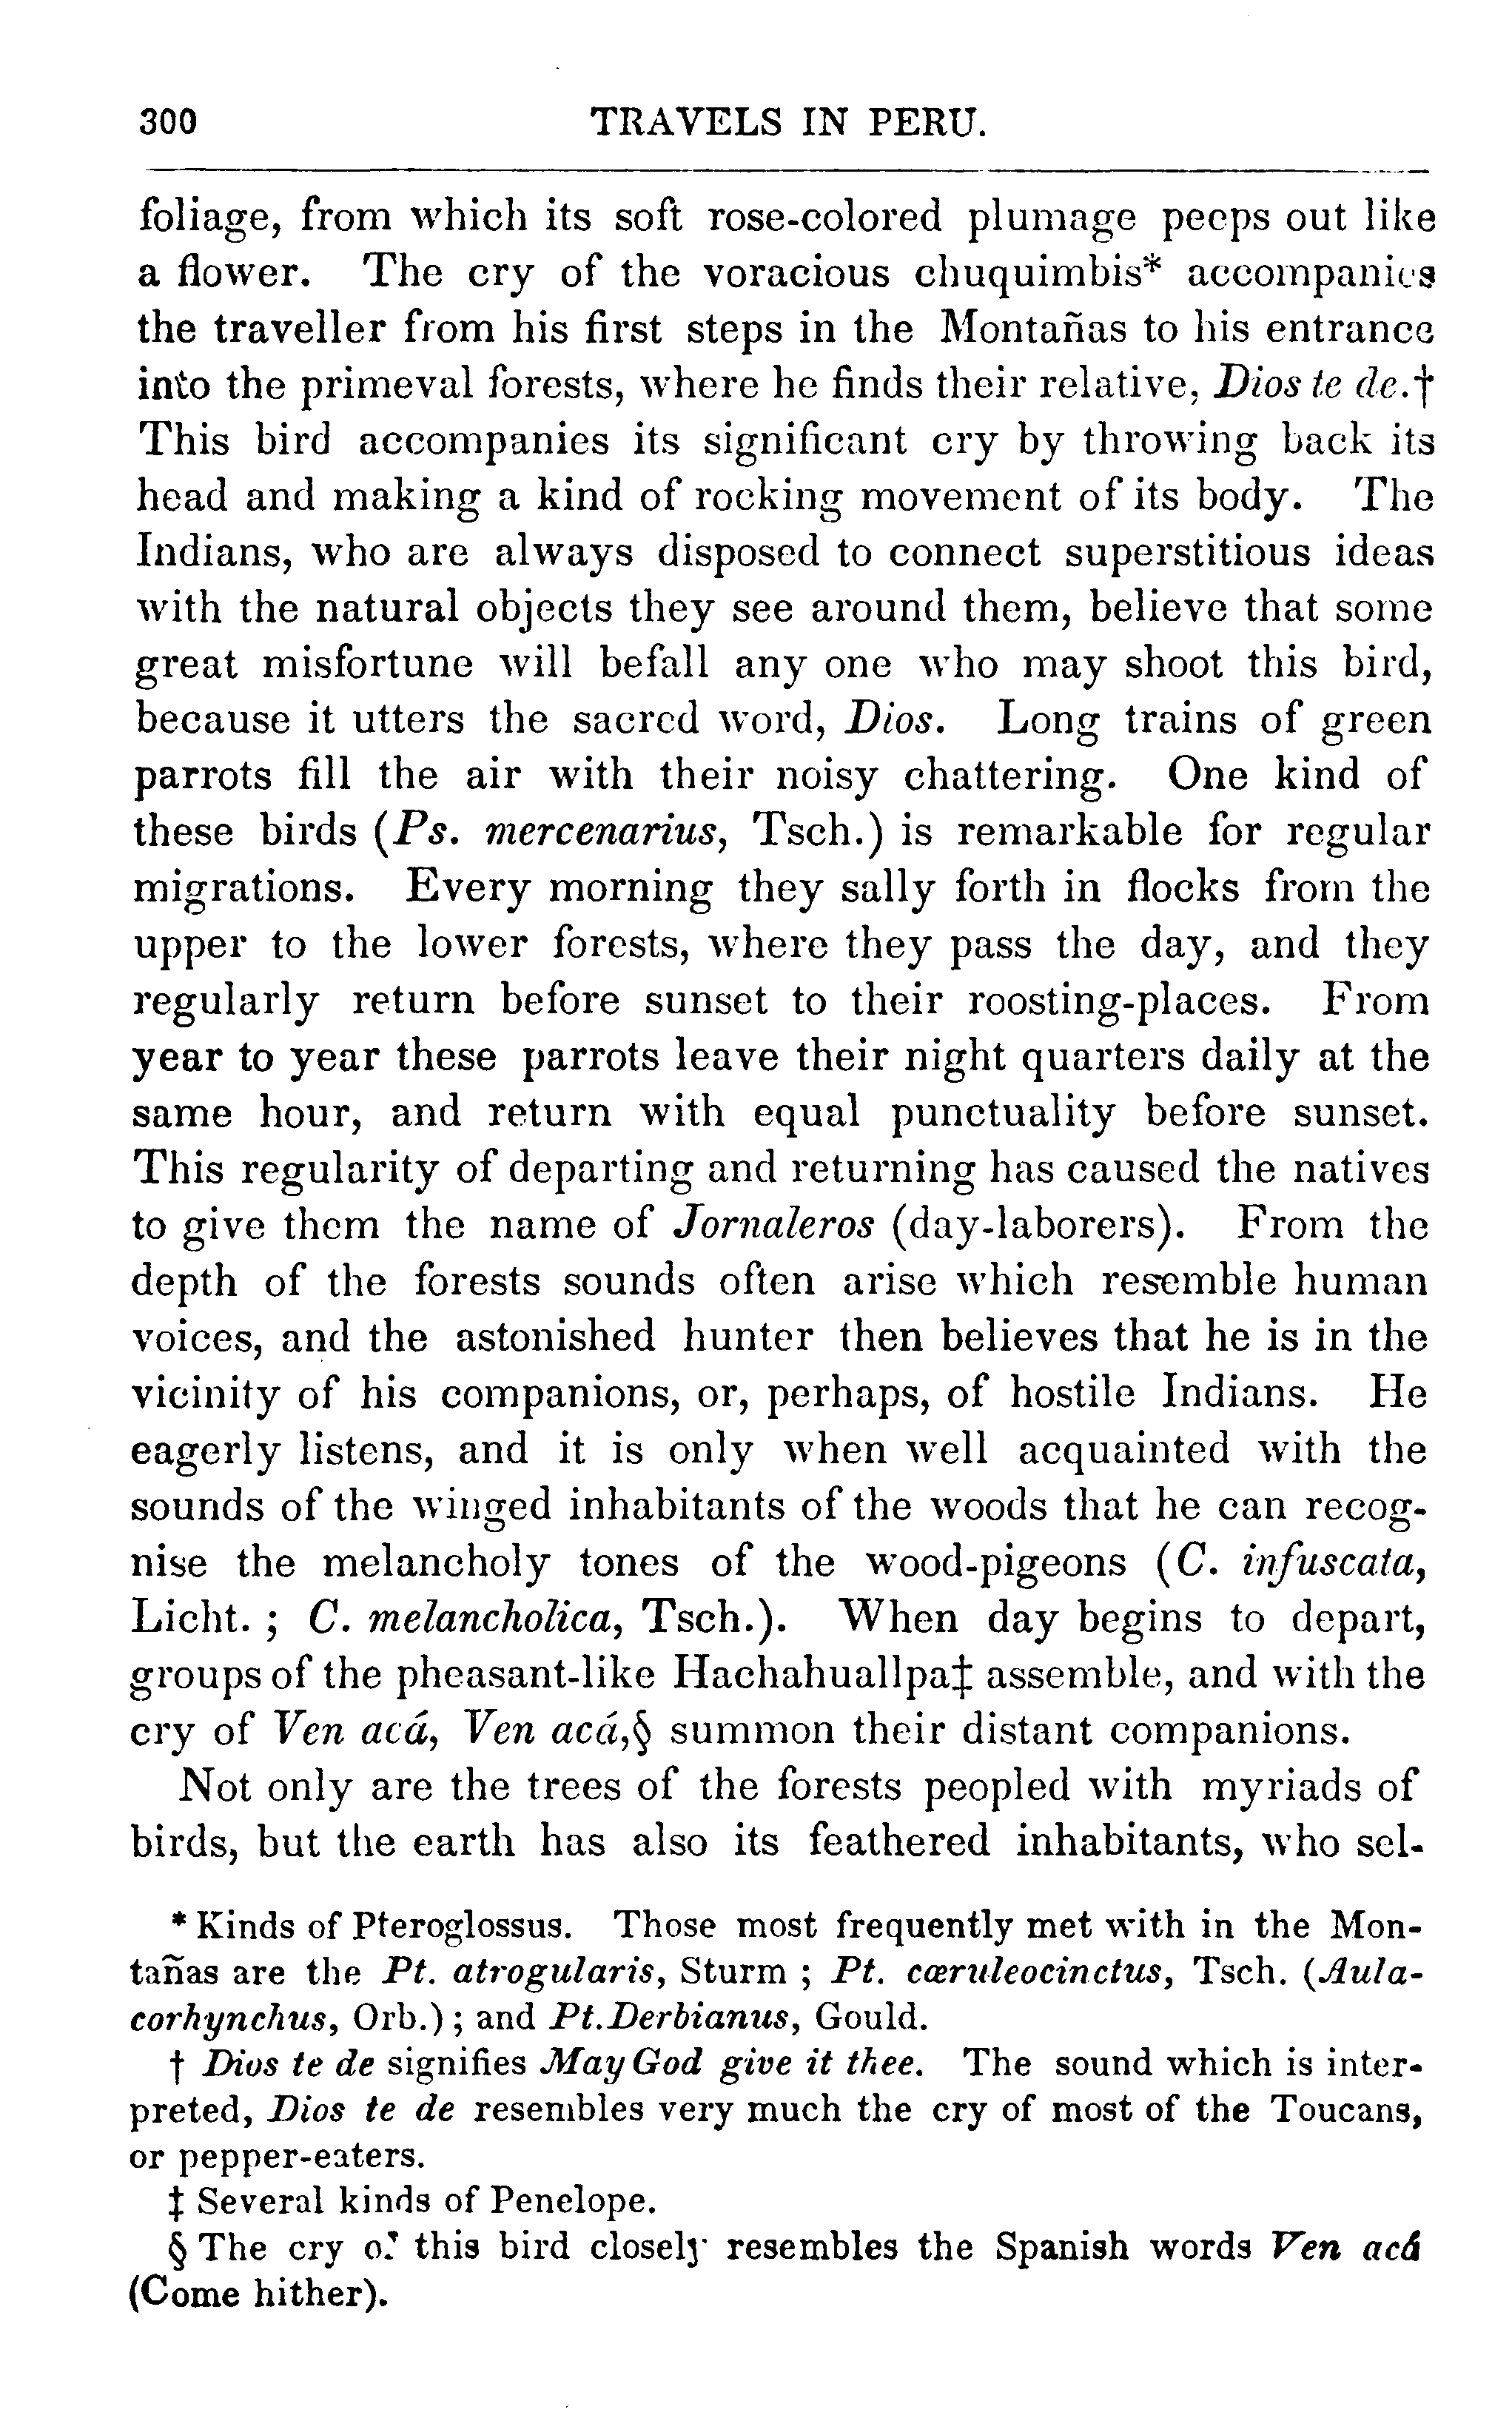 300 TRAVELS IN PERU.
foliage, from which its soft rose-colored plumage peeps out like
a flower. The cry of the voracious chuquimbis* accompanies
the traveller from his first steps in the Montañas to his entrance
into the primeval forests, where he finds their relative, Dios te de.†
This bird accompanies its significant cry by throwing back its
head and making a kind of rocking movement of its body. The
Indians, who are always disposed to connect superstitious ideas
with the natural objects they see around them, believe that some
great misfortune will befall any one who may shoot this bird,
because it utters the sacred word, Dios. Long trains of green
parrots fill the air with their noisy chattering. One kind of
these birds (Ps. mercenarius, Tsch.) is remarkable for regular
migrations. Every morning they sally forth in flocks from the
upper to the lower forests, where they pass the day, and they
regularly return before sunset to their roosting-places. From
year to year these parrots leave their night quarters daily at the
same hour, and return with equal punctuality before sunset.
This regularity of departing and returning has caused the natives
to give them the name of Jornaleros (day-laborers). From the
depth of the forests sounds often arise which resemble human
voices, and the astonished hunter then believes that he is in the
vicinity of his companions, or, perhaps, of hostile Indians. He
eagerly listens, and it is only when well acquainted with the
sounds of the winged inhabitants of the woods that he can recog-
nise the melancholy tones of the wood-pigeons (C. infuscata,
Licht. ; C. melancholica, Tsch.). When day begins to depart,
groups of the pheasant-like Hachahuallpa‡ assemble, and with the
cry of Ven acá, Ven acá,§ summon their distant companions.
Not only are the trees of the forests peopled with myriads of
birds, but the earth has also its feathered inhabitants, who sel-
* Kinds of Pteroglossus. Those most frequently met with in the Mon-
tañas are the Pt. atrogularis, Sturm ; Pt. cæruleocinctus, Tsch. (Aula-
corhynchus, Orb.) ; and Pt. Derbianus, Gould.
† Dios te de signifies May God give it thee. The sound which is inter-
preted, Dios te de resembles very much the cry of most of the Toucans,
or pepper-eaters.
‡ Several kinds of Penelope.
§ The cry of this bird closely resembles the Spanish words Ven acá
(Come hither).